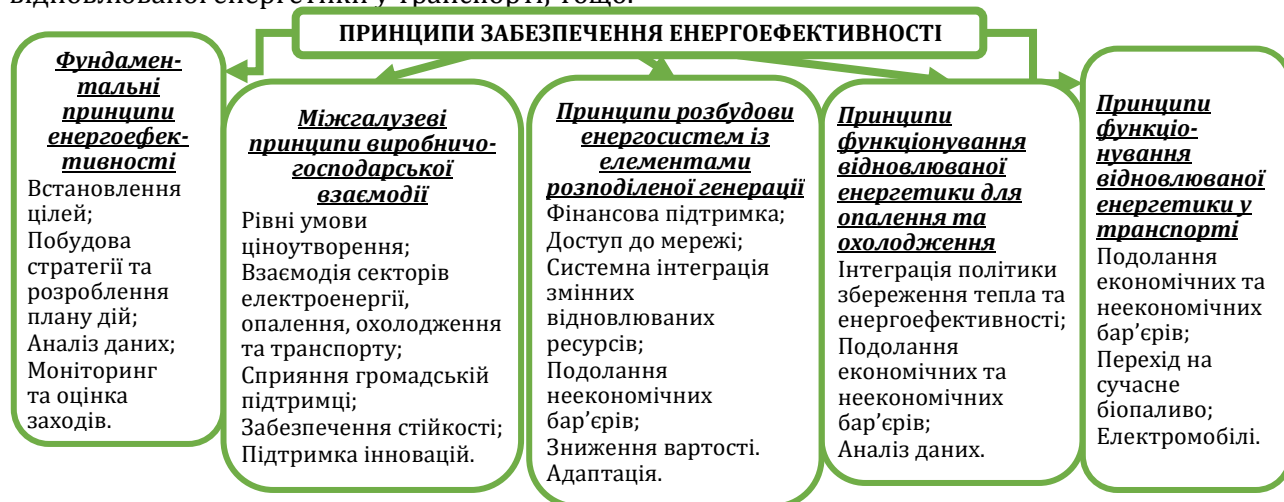 відновлюваної енергетики у транспорті, тощо.
ПРИНЦИПИ ЗАБЕЗПЕЧЕННЯ ЕНЕРГОЕФЕКТИВНОСТІ
Фундамен-
тальні
принципи
енергоефек-
тивності
Встановлення
цілей;
Побудова
стратегії та
розроблення
плану дій;
Аналіз даних;
Моніторинг
та оцінка
заходів.
Міжгалузеві
принципи виробничо-
господарської
взаємодії
Рівні умови
ціноутворення;
Взаємодія секторів
електроенергії,
опалення, охолодження
та транспорту;
Сприяння громадській
підтримці;
Забезпечення стійкості;
Підтримка інновацій.
Принципи розбудови
енергосистем із
елементами
розподіленої генерації
Фінансова підтримка;
Доступ до мережі;
Системна інтеграція
змінних
відновлюваних
ресурсів;
Подолання
неекономічних
бар’єрів;
Зниження вартості.
Адаптація.
Принципи
функціонування
відновлюваної
енергетики для
опалення та
охолодження
Інтеграція політики
збереження тепла та
енергоефективності;
Подолання
економічних та
неекономічних
бар’єрів;
Аналіз даних.
Принципи
функціо-
нування
відновлюваної
енергетики у
транспорті
Подолання
економічних та
неекономічних
бар’єрів;
Перехід на
сучасне
біопаливо;
Електромобілі.